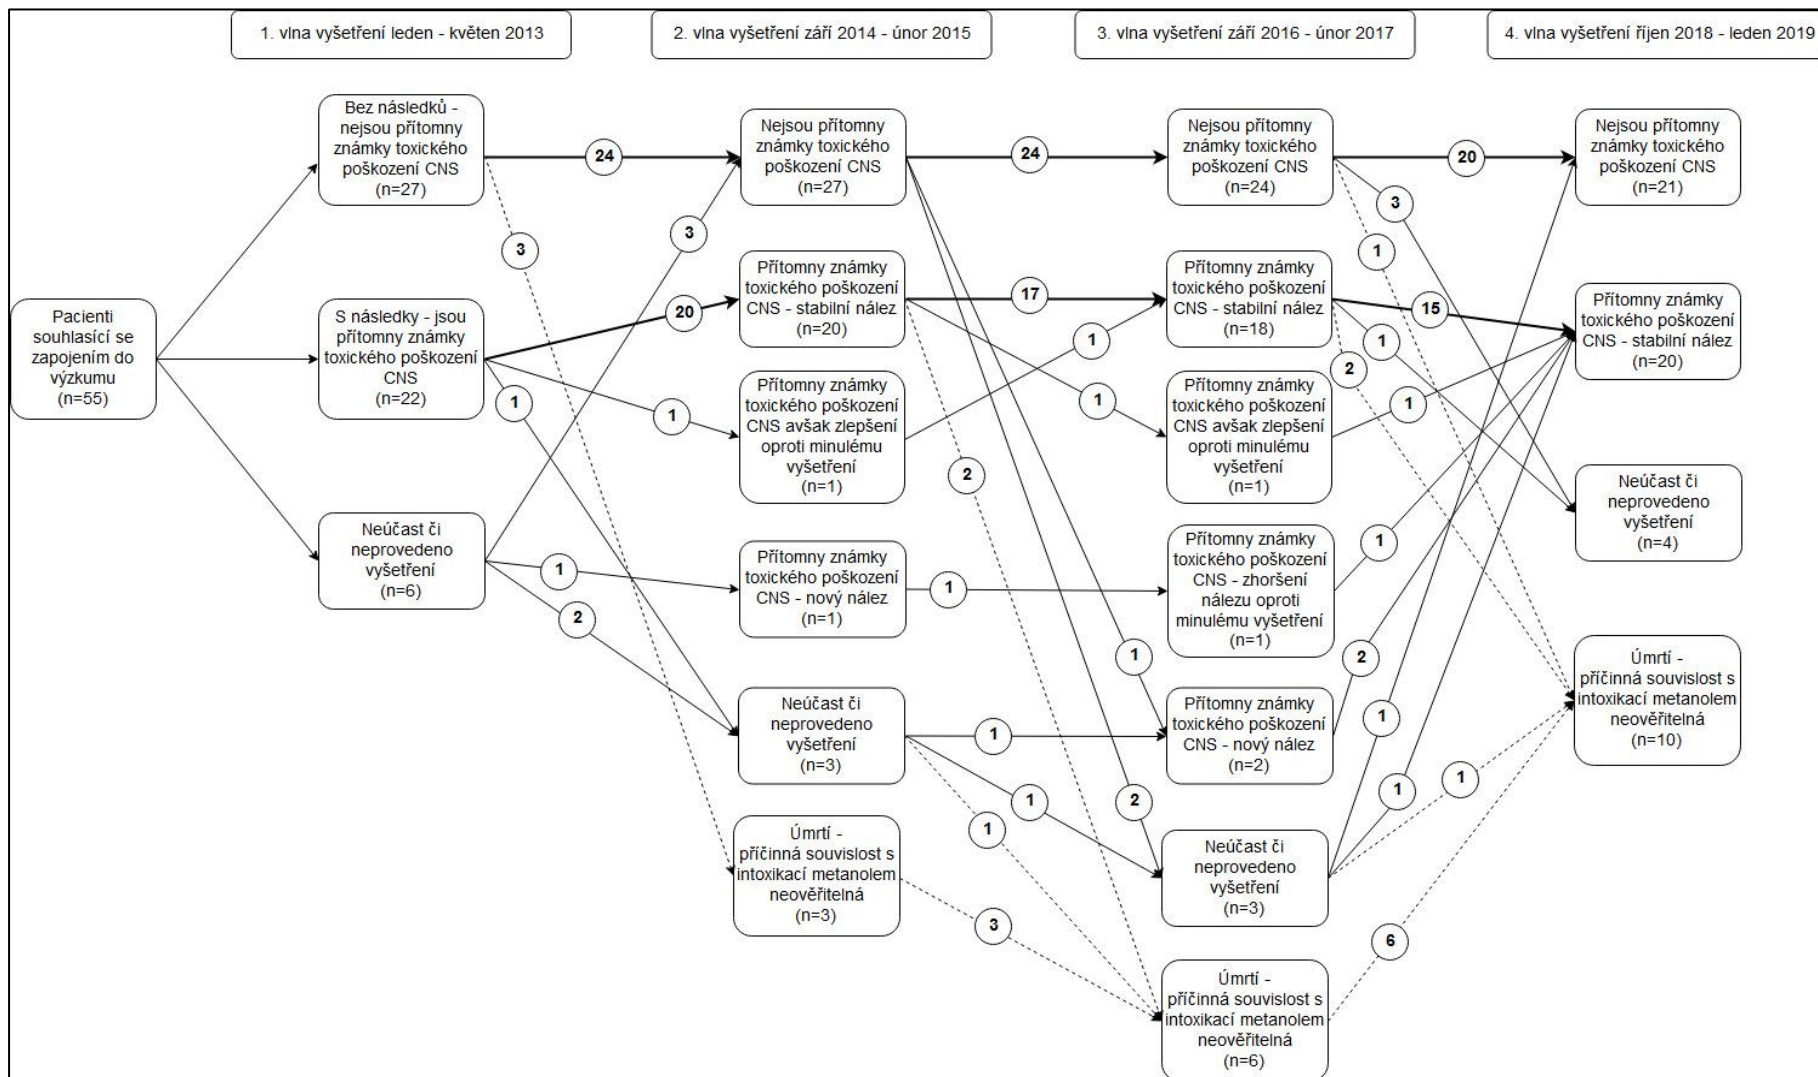 1. vlna vyšetření leden - květen 2013
2. vlna vyšetření září 2014 - únor 2015
3. vlna vyšetření září 2016 - únor 2017
4. vlna vyšetření říjen 2018 - leden 2019
Pacienti
souhlasící se
zapojením do
výzkumu
(n=55)
Bez následků -
nejsou přítomny
známky toxického
poškození CNS
(n=27)
S následky - jsou
přítomny známky
toxického poškození
CNS
(n=22)
Neúčast či
neprovedeno
vyšetření
(n=6)
24
3
3
20
1
1
1
2
Nejsou přítomny
známky toxického
poškození CNS
(n=27)
Přítomny známky
toxického poškození
CNS - stabilní nález
(n=20)
Přítomny známky
toxického poškození
CNS avšak zlepšení
oproti minulému
vyšetření
(n=1)
Přítomny známky
toxického poškození
CNS - nový nález
(n=1)
Neúčast či
neprovedeno
vyšetření
(n=3)
Úmrtí -
příčinná souvislost s
intoxikací metanolem
neověřitelná
(n=3)
24
17
1
1
2
1
1
1
1
2
1
3
Nejsou přítomny
známky toxického
poškození CNS
(n=24)
Přítomny známky
toxického poškození
CNS - stabilní nález
(n=18)
Přítomny známky
toxického poškození
CNS avšak zlepšení
oproti minulému
vyšetření
(n=1)
Přítomny známky
toxického poškození
CNS - zhoršení
nálezu oproti
minulému vyšetření
(n=1)
Přítomny známky
toxického poškození
CNS - nový nález
(n=2)
Neúčast či
neprovedeno
vyšetření
(n=3)
Úmrtí -
příčinná souvislost s
intoxikací metanolem
neověřitelná
(n=6)
20
3
1
15
1
2
1
1
2
1
1
1
6
Nejsou přítomny
známky toxického
poškození CNS
(n=21)
Přítomny známky
toxického poškození
CNS - stabilní nález
(n=20)
Neúčast či
neprovedeno
vyšetření
(n=4)
Úmrtí -
příčinná souvislost s
intoxikací metanolem
neověřitelná
(n=10)